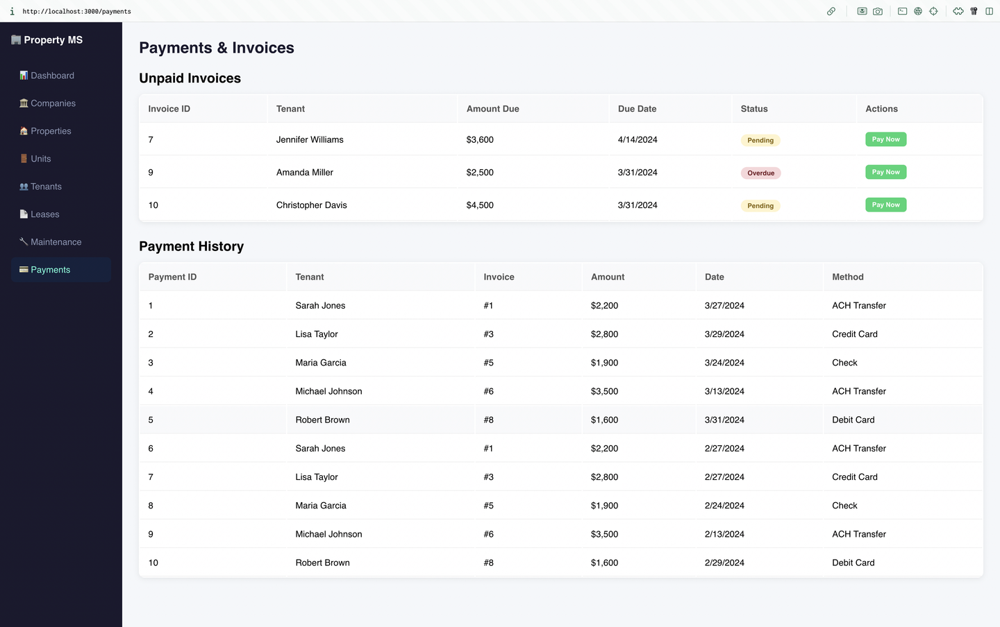 http://localhost:3000/payments
Property MS
Dashboard
Companies
Properties
Units
Tenants
Leases
Maintenance
Payments
Payments & Invoices
Unpaid Invoices
Invoice ID Tenant Amount Due Due Date Status Actions
7 Jennifer Williams $3,600 4/14/2024 Pending Pay Now
9 Amanda Miller $2,500 3/31/2024 Overdue Pay Now
10 Christopher Davis $4,500 3/31/2024 Pending Pay Now
Payment History
Payment ID Tenant Invoice Amount Date Method
1 Sarah Jones #1 $2,200 3/27/2024 ACH Transfer
2 Lisa Taylor #3 $2,800 3/29/2024 Credit Card
3 Maria Garcia #5 $1,900 3/24/2024 Check
4 Michael Johnson #6 $3,500 3/13/2024 ACH Transfer
5 Robert Brown #8 $1,600 3/31/2024 Debit Card
6 Sarah Jones #1 $2,200 2/27/2024 ACH Transfer
7 Lisa Taylor #3 $2,800 2/27/2024 Credit Card
8 Maria Garcia #5 $1,900 2/24/2024 Check
9 Michael Johnson #6 $3,500 2/13/2024 ACH Transfer
10 Robert Brown #8 $1,600 2/29/2024 Debit Card